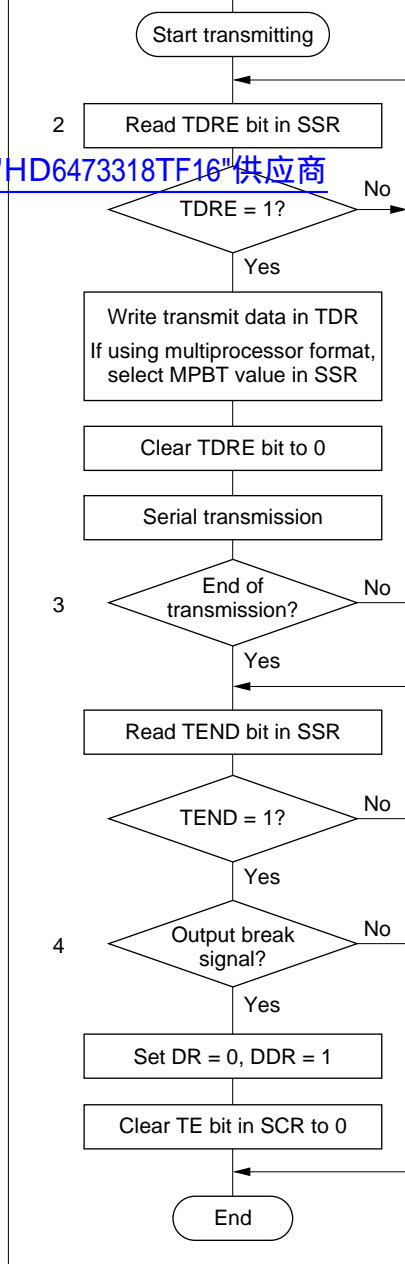 Start transmitting
2
Read TDRE bit in SSR
"HD6473318TF16"供应商
TDRE = 1?
No
Yes
Write transmit data in TDR
If using multiprocessor format,
select MPBT value in SSR
Clear TDRE bit to 0
Serial transmission
3
End of
transmission?
No
Yes
Read TEND bit in SSR
TEND = 1?
No
Yes
4
Output break
signal?
No
Yes
Set DR = 0, DDR = 1
Clear TE bit in SCR to 0
End